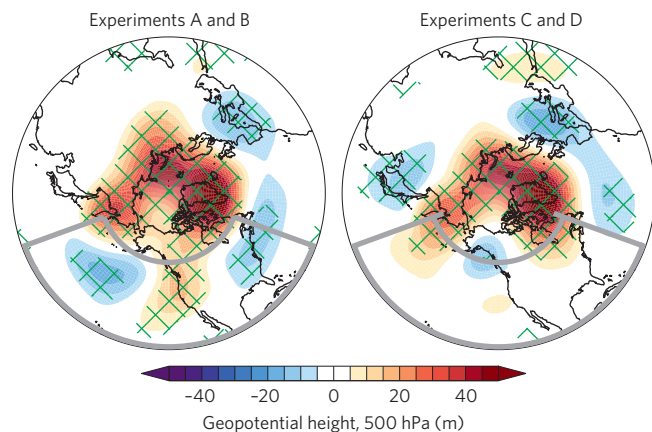 Experiments A and B
Experiments C and D
−40 −20 0 20 40
Geopotential height, 500 hPa (m)